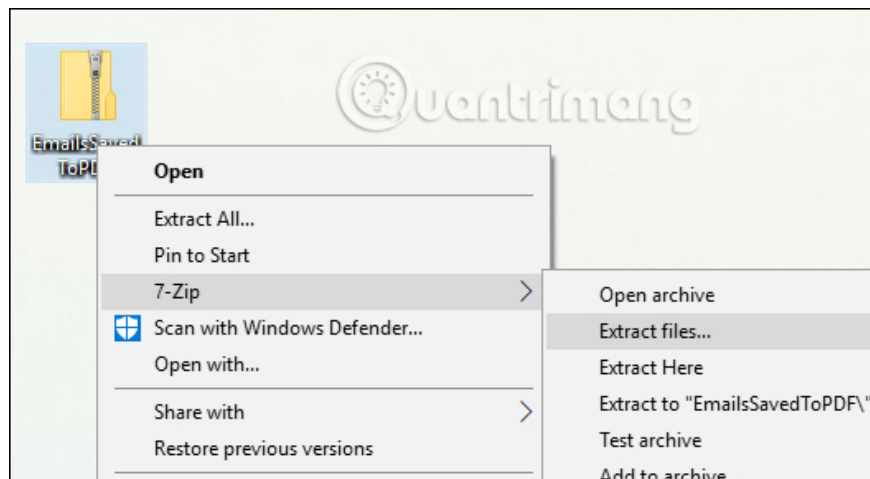 Quantrimang
EmailsSaved
ToPD
Open
Extract All...
Pin to Start
7-Zip
Scan with Windows Defender...
Open with...
Share with
Restore previous versions
Open archive
Extract files...
Extract Here
Extract to "EmailsSavedToPDF\"
Test archive
Add to archive